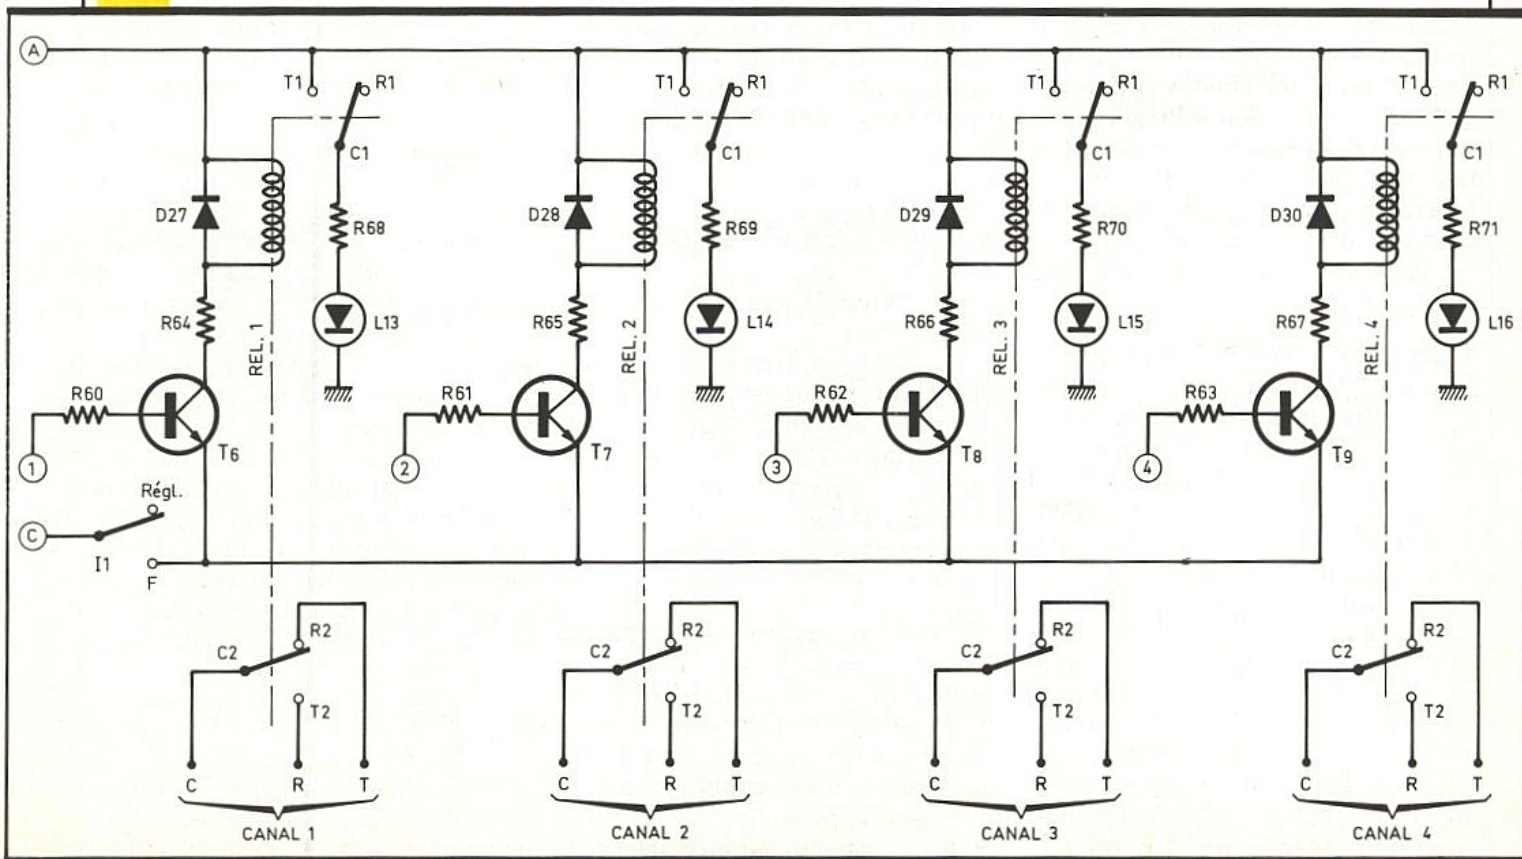 A
T1 R1 T1 R1 T1 R1 T1 R1
C1 C1 C1 C1
D27 R68 D28 R69 D29 R70 D30 R71
R64 REL. 1 L13 R65 REL. 2 L14 R66 REL. 3 L15 R67 REL. 4 L16
R60 R61 R62 R63
1 T6 2 T7 3 T8 4 T9
Régl.
C
I1 F
R2 R2 R2 R2
C2 C2 C2 C2
T2 T2 T2 T2
C R T C R T C R T C R T
CANAL 1 CANAL 2 CANAL 3 CANAL 4